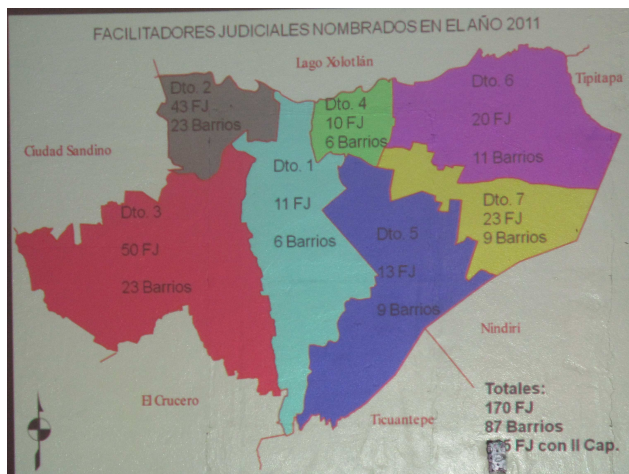 FACILITADORES JUDICIALES NOMBRADOS EN EL AÑO 2011
Lago Xolotlán
Tipitapa
Ciudad Sandino
Dto. 2
43 FJ
23 Barrios
Dto. 4
10 FJ
6 Barrios
Dto. 6
20 FJ
11 Barrios
Dto. 1
11 FJ
6 Barrios
Dto. 7
23 FJ
9 Barrios
Dto. 3
50 FJ
23 Barrios
Dto. 5
13 FJ
9 Barrios
Nindirí
El Crucero
Ticuantepe
Totales:
170 FJ
87 Barrios
FJ con II Cap.